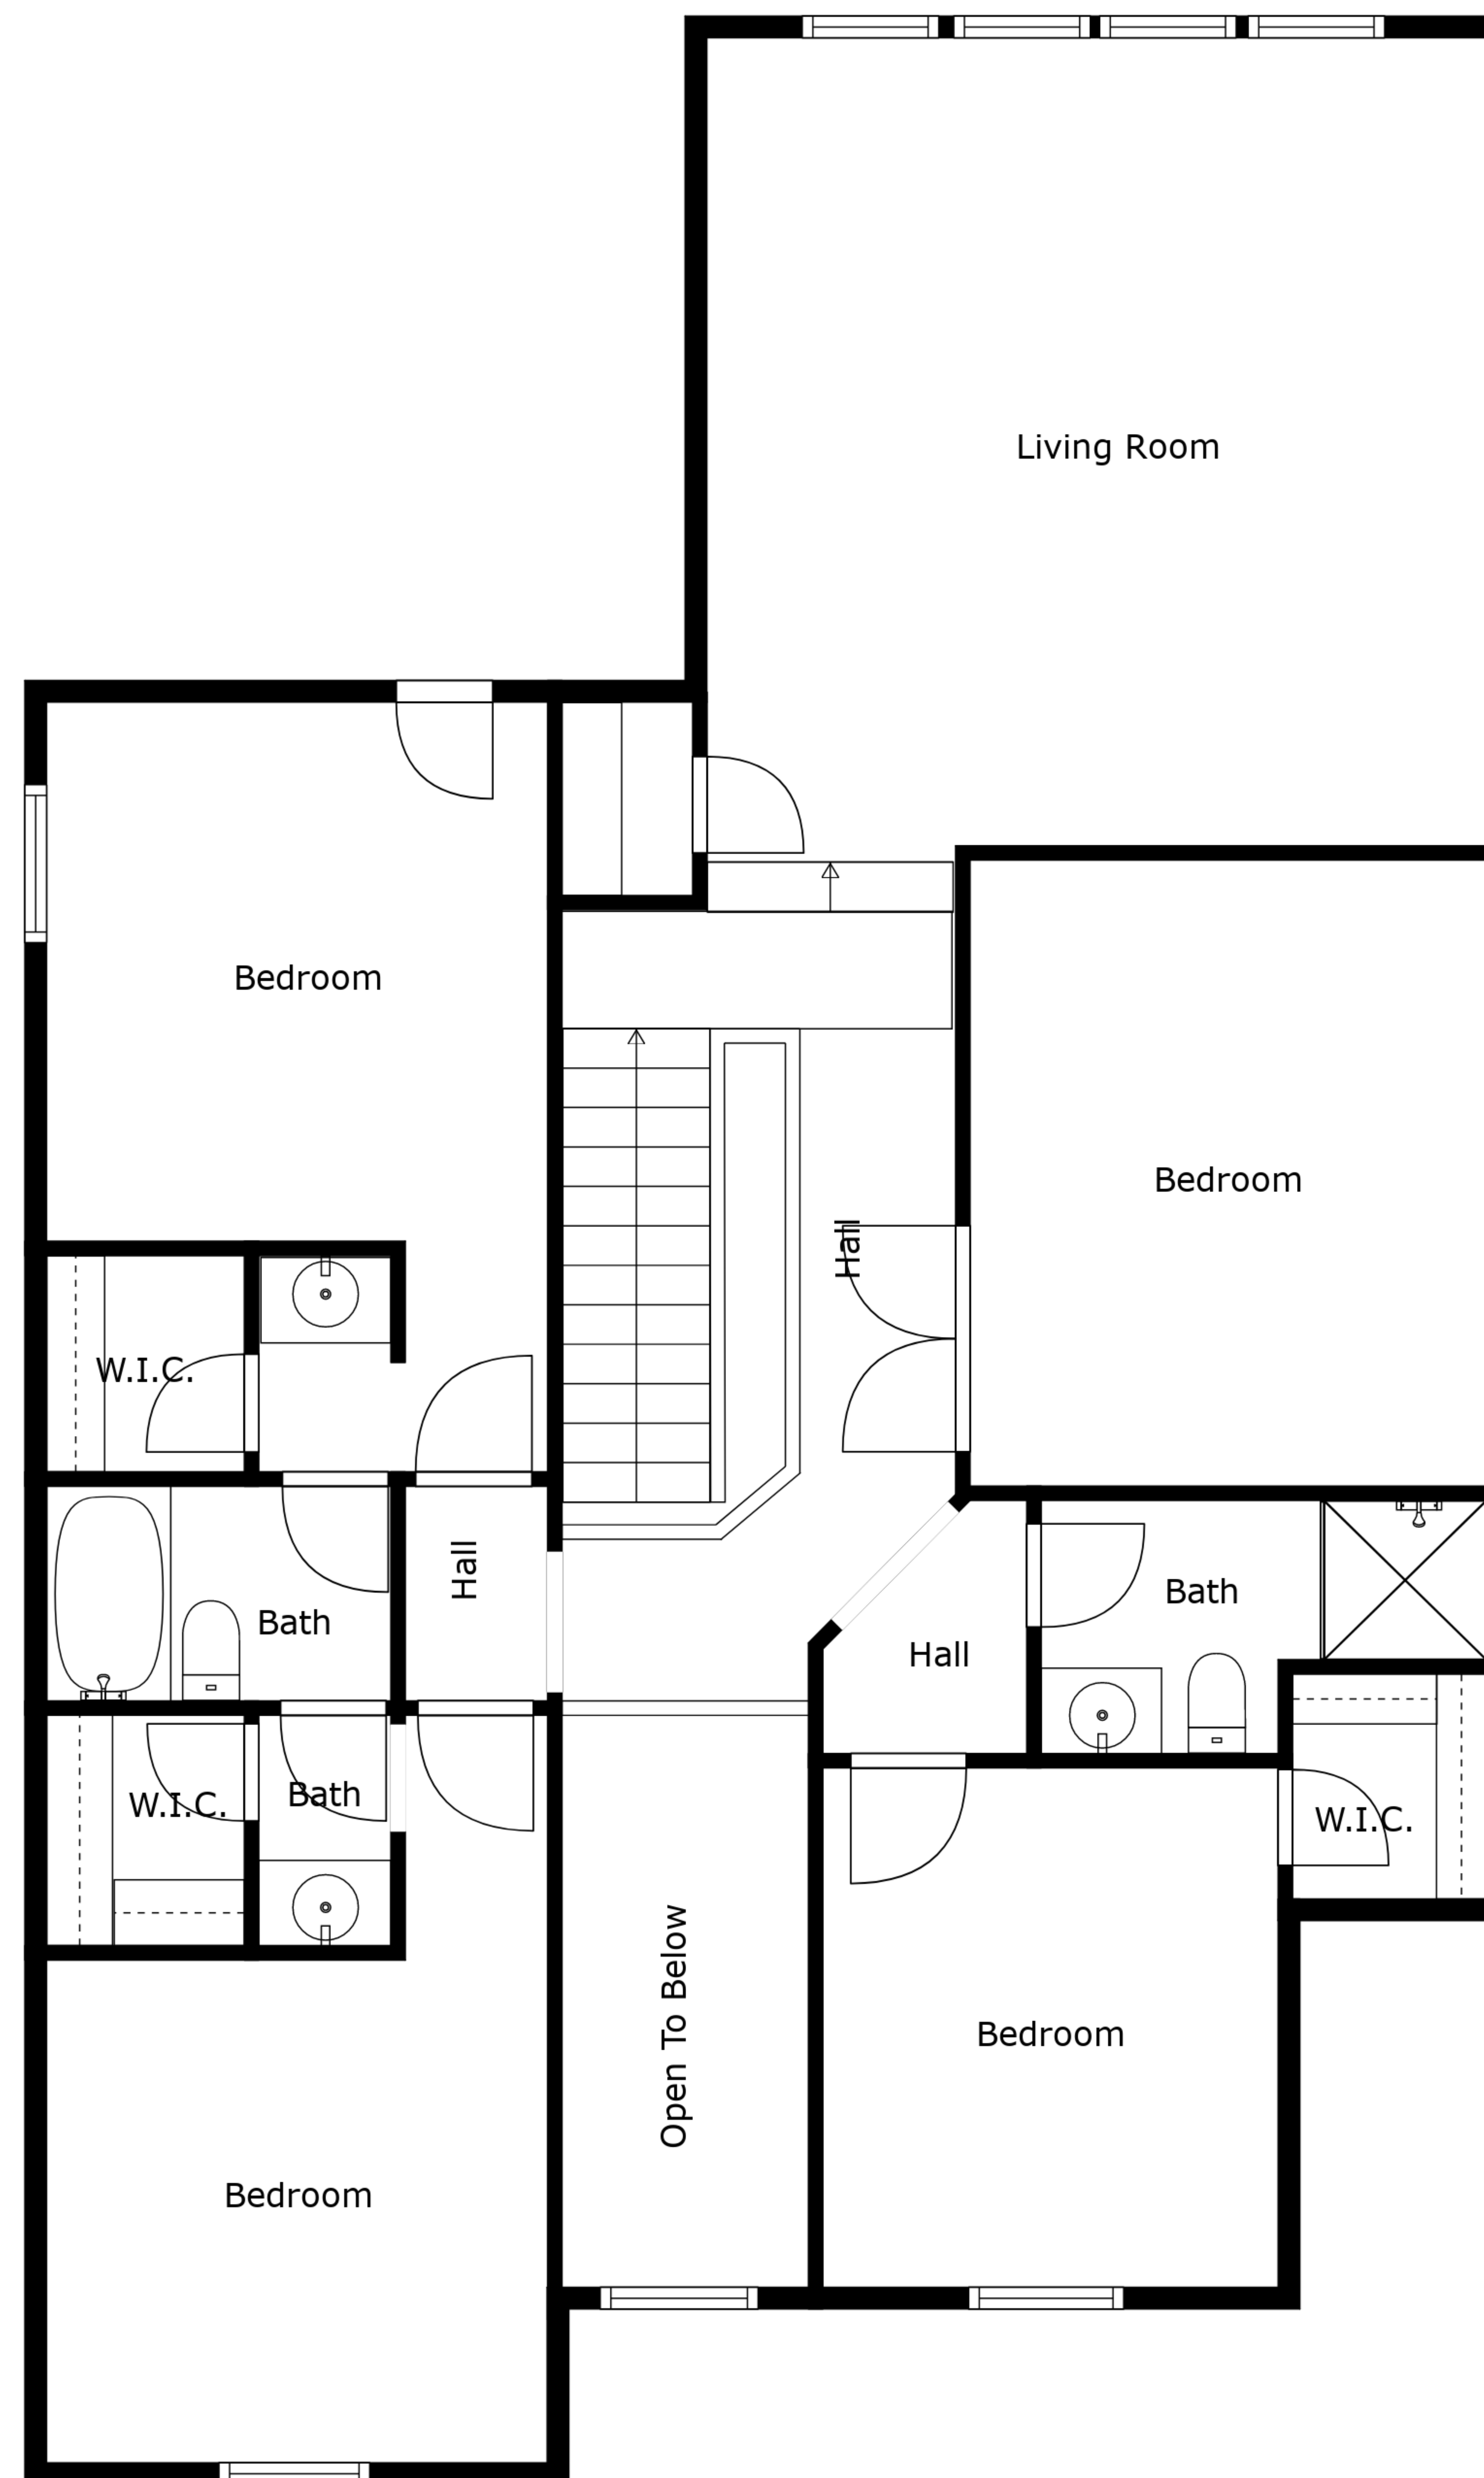 Living Room
Bedroom
Bedroom
Hall
W.I.C.
Hall
Bath
Bath
Hall
Bath
W.I.C.
W.I.C.
Open To Below
Bedroom
Bedroom